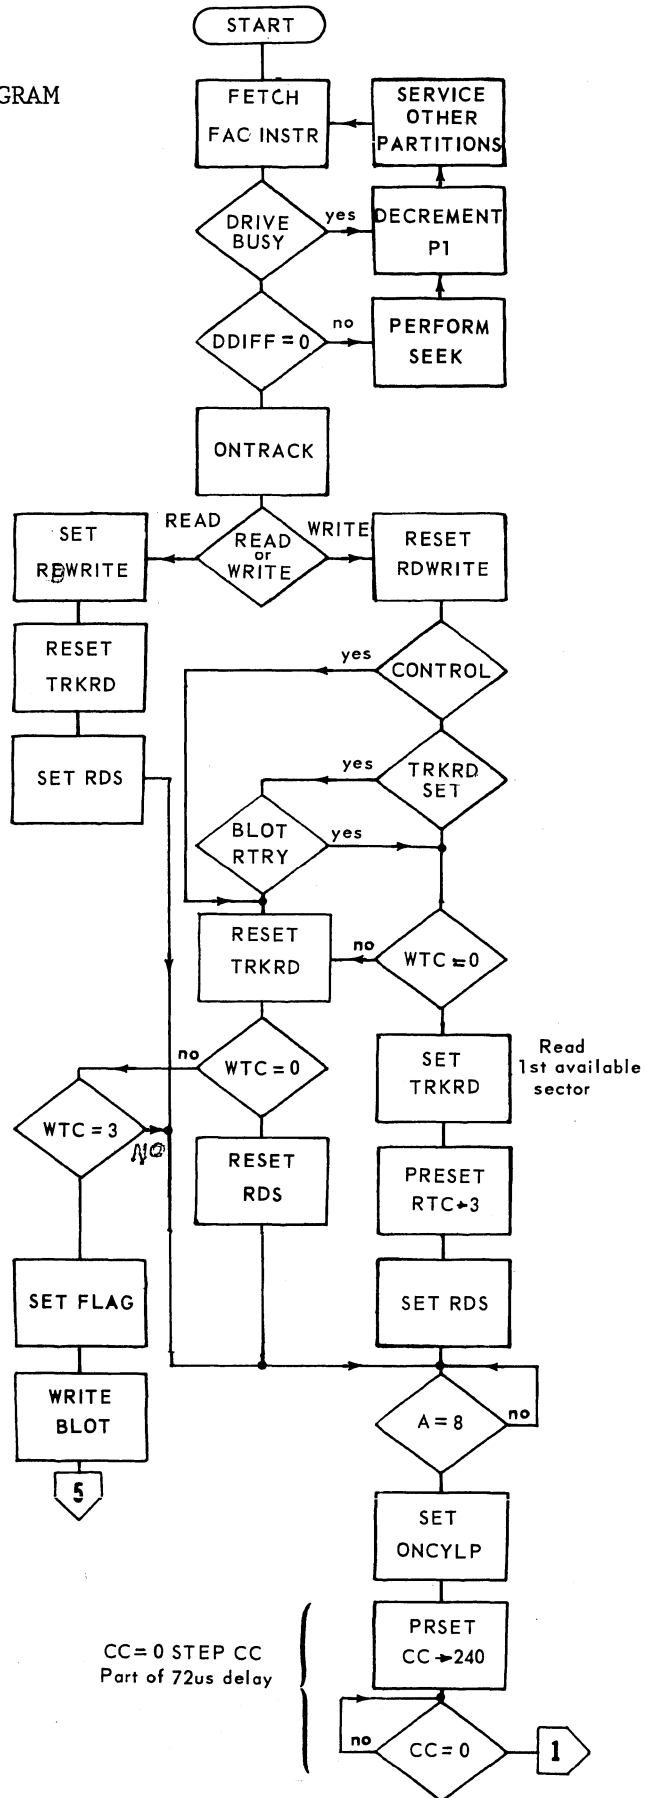 START
GRAM
FETCH
FAC INSTR
SERVICE
OTHER
PARTITIONS
DRIVE
BUSY
yes
DECREMENT
P1
DDIFF = 0
no
PERFORM
SEEK
ONTRACK
READ
READ
or
WRITE
WRITE
SET
RDWRITE
RESET
RDWRITE
RESET
TRKRD
yes
CONTROL
SET RDS
yes
TRKRD
SET
BLOT
RTRY
yes
RESET
TRKRD
no
WTC = 0
no
WTC = 0
SET
TRKRD
Read
1st available
sector
WTC = 3
NO
RESET
RDS
PRESET
RTC→3
SET FLAG
SET RDS
WRITE
BLOT
A = 8
no
5
SET
ONCYLP
CC = 0 STEP CC
Part of 72us delay
PRSET
CC→240
no
CC = 0
1